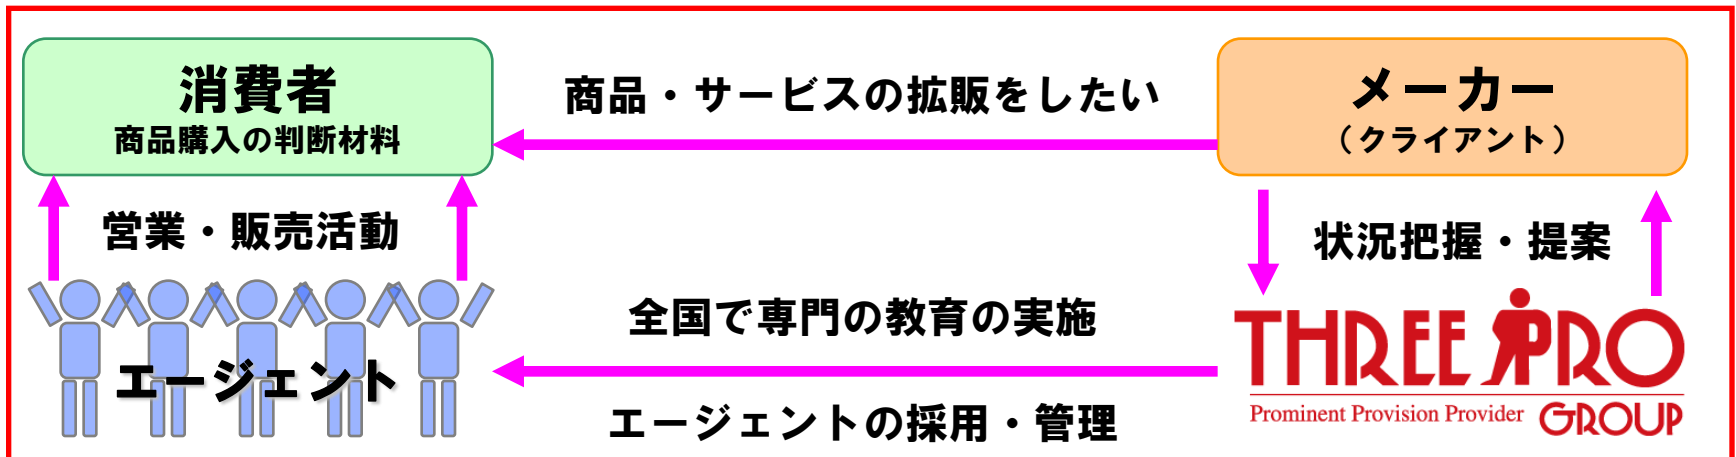 消費者
商品購入の判断材料
商品・サービスの拡販をしたい
メーカー
（クライアント）
営業・販売活動
状況把握・提案
全国で専門の教育の実施
エージェント
エージェントの採用・管理
THREE PRO
Prominent Provision Provider GROUP